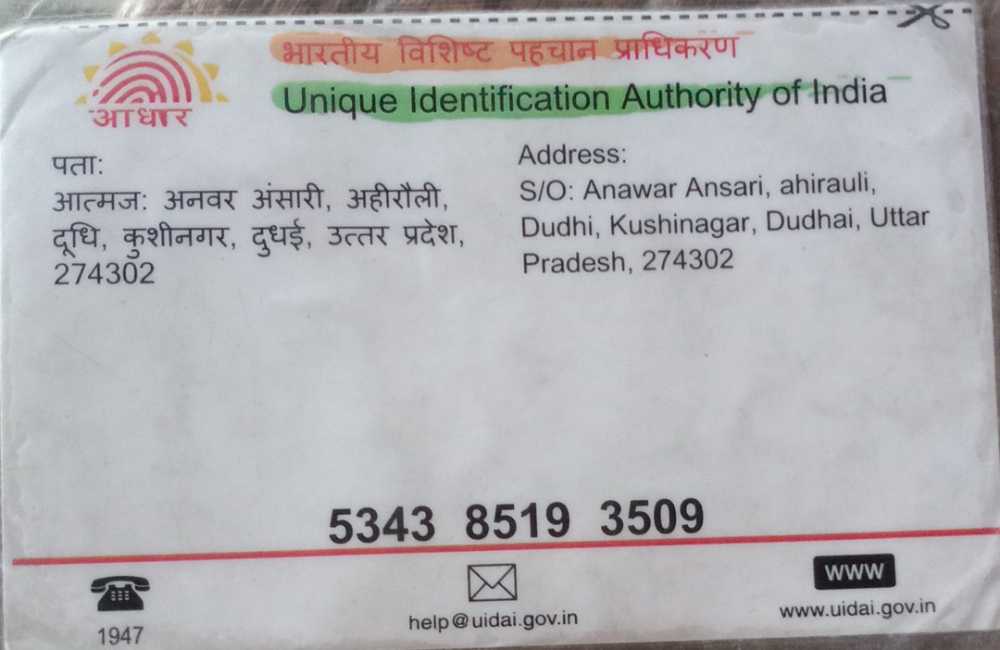 आधार
भारतीय विशिष्ट पहचान प्राधिकरण
Unique Identification Authority of India
पता:
आत्मज: अनवर अंसारी, अहीरौली,
दूधि, कुशीनगर, दुधई, उत्तर प्रदेश,
274302
Address:
S/O: Anawar Ansari, ahirauli,
Dudhi, Kushinagar, Dudhai, Uttar
Pradesh, 274302
5343 8519 3509
1947
help@uidai.gov.in
WWW
www.uidai.gov.in